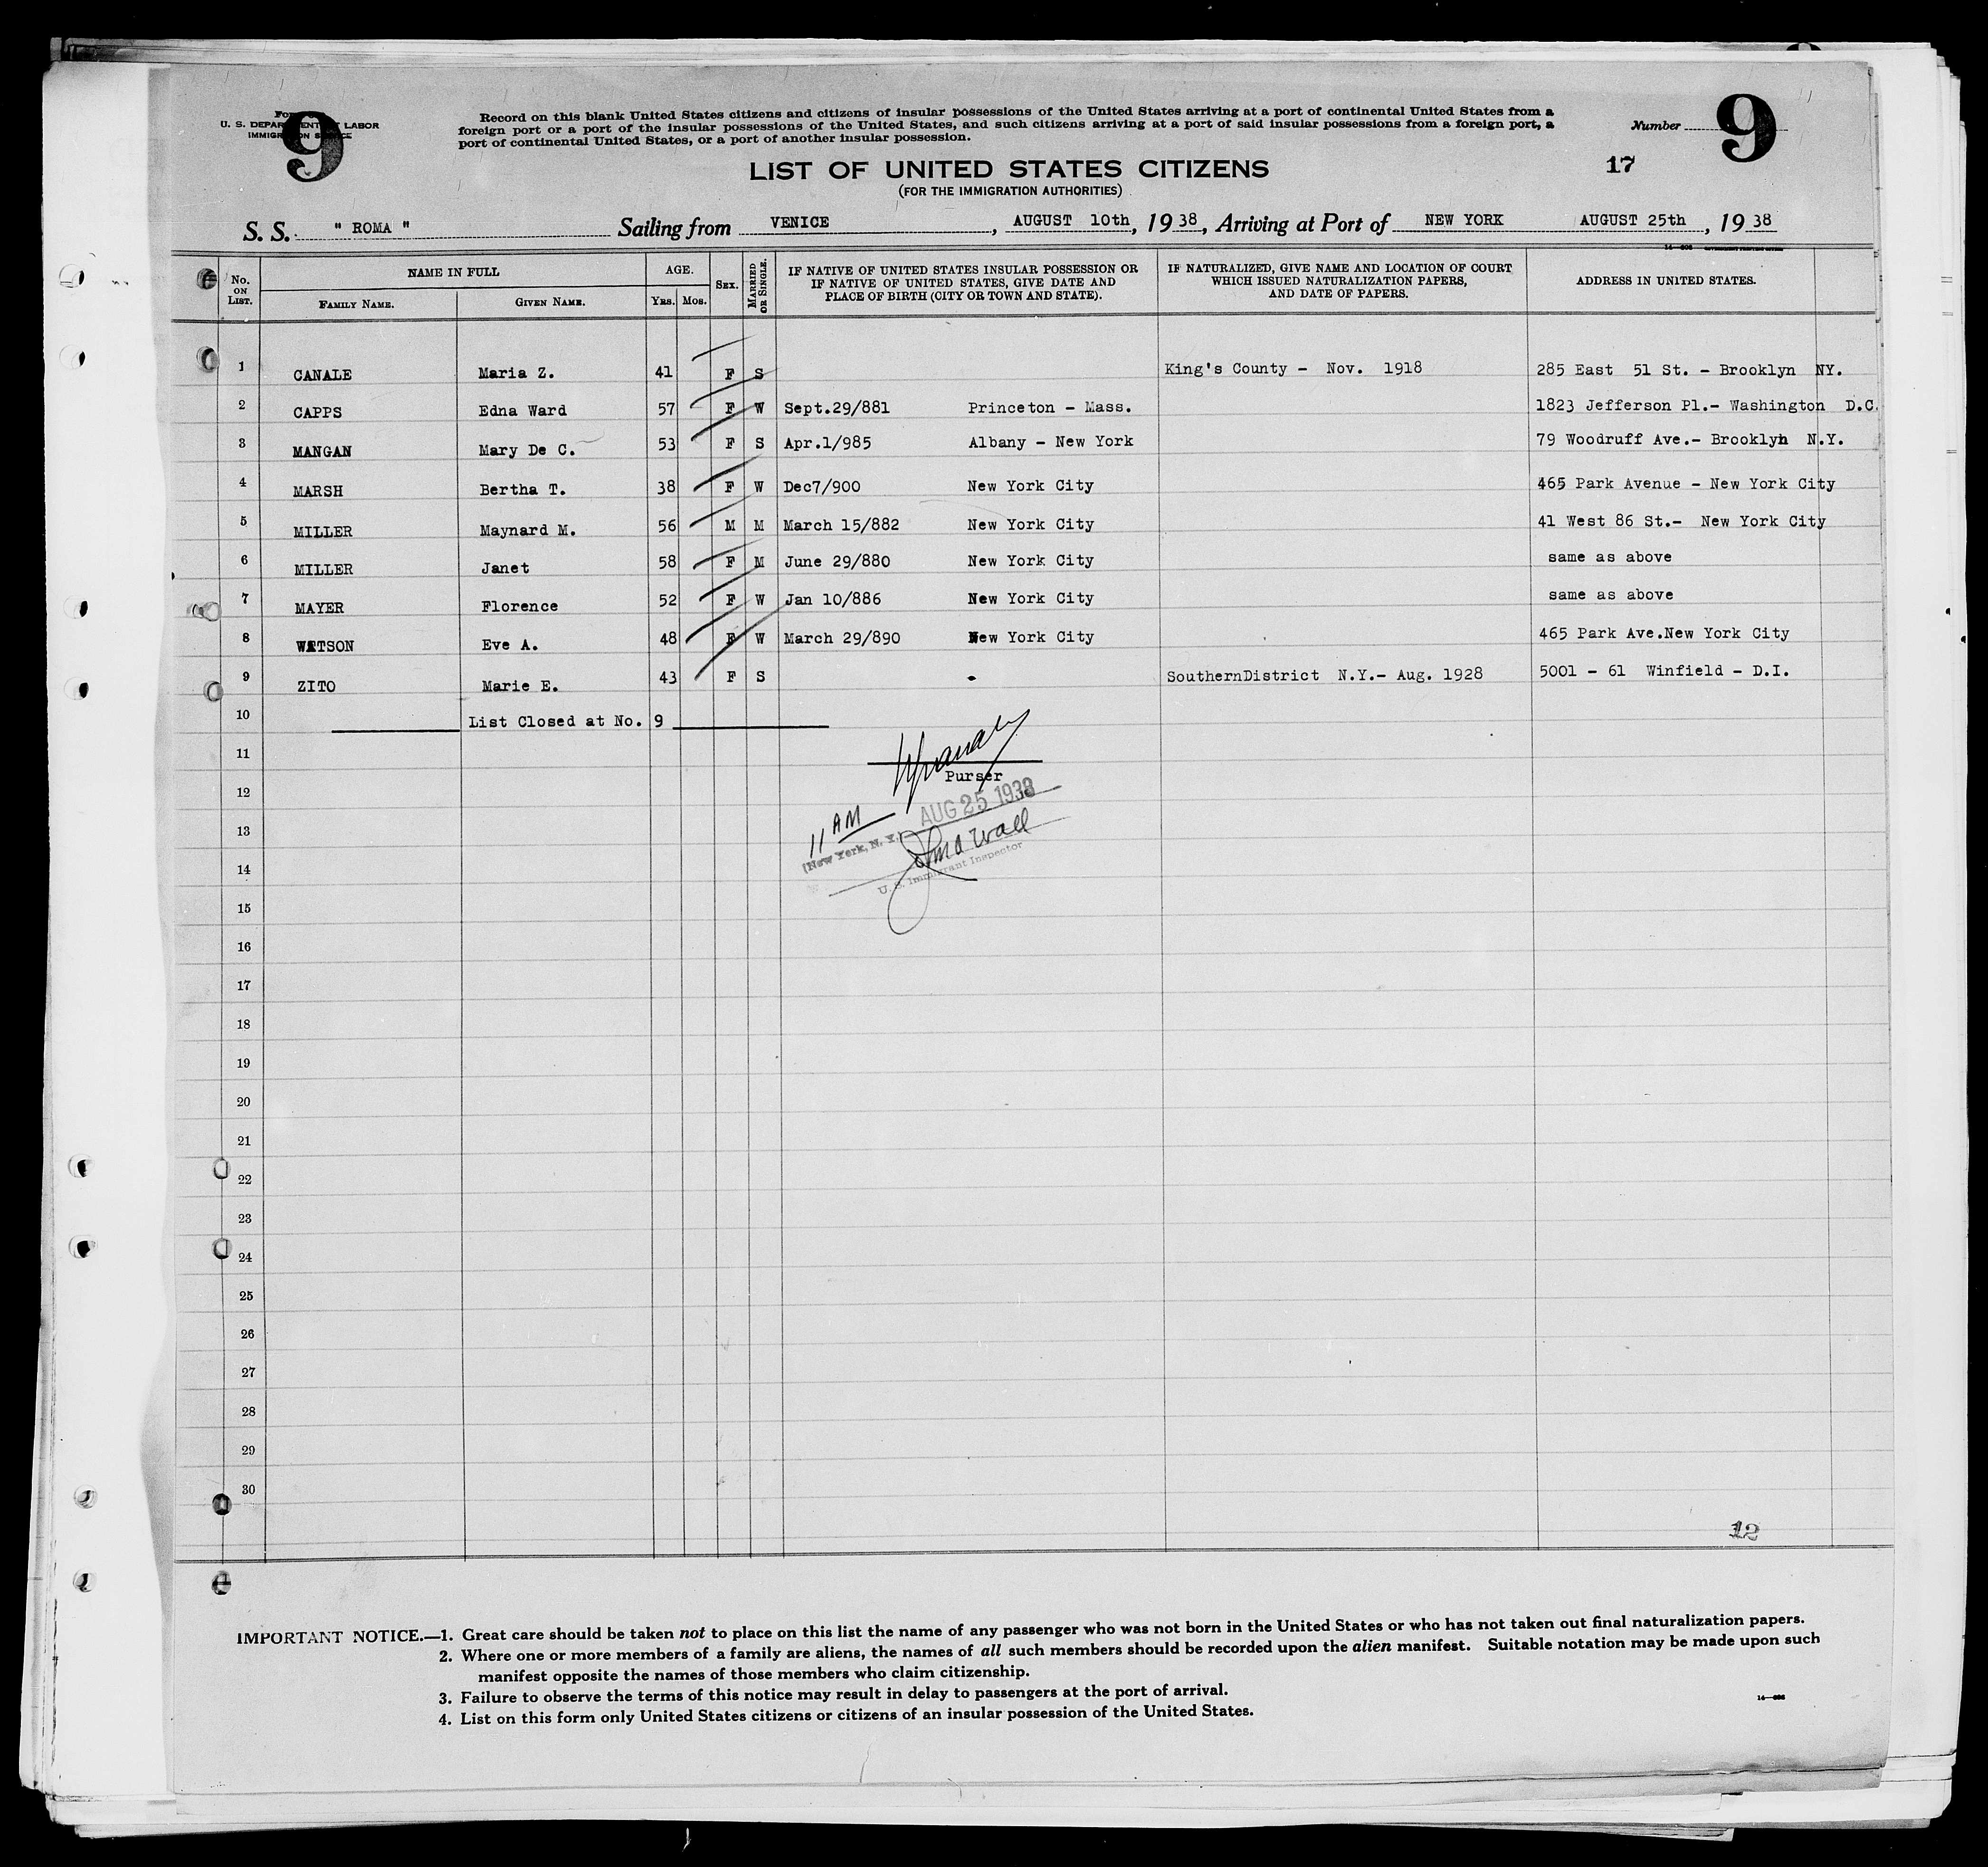 9
U. S. DEPARTMENT OF LABOR
IMMIGRATION SERVICE
Record on this blank United States citizens and citizens of insular possessions of the United States arriving at a port of continental United States from a
foreign port or a port of the insular possessions of the United States, and such citizens arriving at a port of said insular possessions from a foreign port, a
port of continental United States, or a port of another insular possession.
Number 9
17
LIST OF UNITED STATES CITIZENS
(FOR THE IMMIGRATION AUTHORITIES)
S. S. " ROMA " Sailing from VENICE, AUGUST 10th, 1938, Arriving at Port of NEW YORK AUGUST 25th, 1938
No. ON LIST. NAME IN FULL FAMILY NAME. GIVEN NAME. AGE. YRS. MOS. SEX. MARRIED OR SINGLE. IF NATIVE OF UNITED STATES INSULAR POSSESSION OR IF NATIVE OF UNITED STATES, GIVE DATE AND PLACE OF BIRTH (CITY OR TOWN AND STATE). IF NATURALIZED, GIVE NAME AND LOCATION OF COURT WHICH ISSUED NATURALIZATION PAPERS, AND DATE OF PAPERS. ADDRESS IN UNITED STATES.
1 CANALE Maria Z. 41 F S King's County - Nov. 1918 285 East 51 St. - Brooklyn NY.
2 CAPPS Edna Ward 57 F W Sept.29/881 Princeton - Mass. 1823 Jefferson Pl.- Washington D.C.
3 MANGAN Mary De C. 53 F S Apr.1/985 Albany - New York 79 Woodruff Ave.- Brooklyn N.Y.
4 MARSH Bertha T. 38 F W Dec7/900 New York City 465 Park Avenue - New York City
5 MILLER Maynard M. 56 M M March 15/882 New York City 41 West 86 St.- New York City
6 MILLER Janet 58 F M June 29/880 New York City same as above
7 MAYER Florence 52 F W Jan 10/886 New York City same as above
8 WATSON Eve A. 48 F W March 29/890 New York City 465 Park Ave.New York City
9 ZITO Marie E. 43 F S SouthernDistrict N.Y.- Aug. 1928 5001 - 61 Winfield - D.I.
10 List Closed at No. 9
11
Purser
12
11 AM AUG 25 1938
13
(New York, N. Y.)
14
U. S. Immigrant Inspector
15
16
17
18
19
20
21
22
23
24
25
26
27
28
29
30
12
IMPORTANT NOTICE.—1. Great care should be taken not to place on this list the name of any passenger who was not born in the United States or who has not taken out final naturalization papers.
2. Where one or more members of a family are aliens, the names of all such members should be recorded upon the alien manifest. Suitable notation may be made upon such
manifest opposite the names of those members who claim citizenship.
3. Failure to observe the terms of this notice may result in delay to passengers at the port of arrival.
4. List on this form only United States citizens or citizens of an insular possession of the United States.